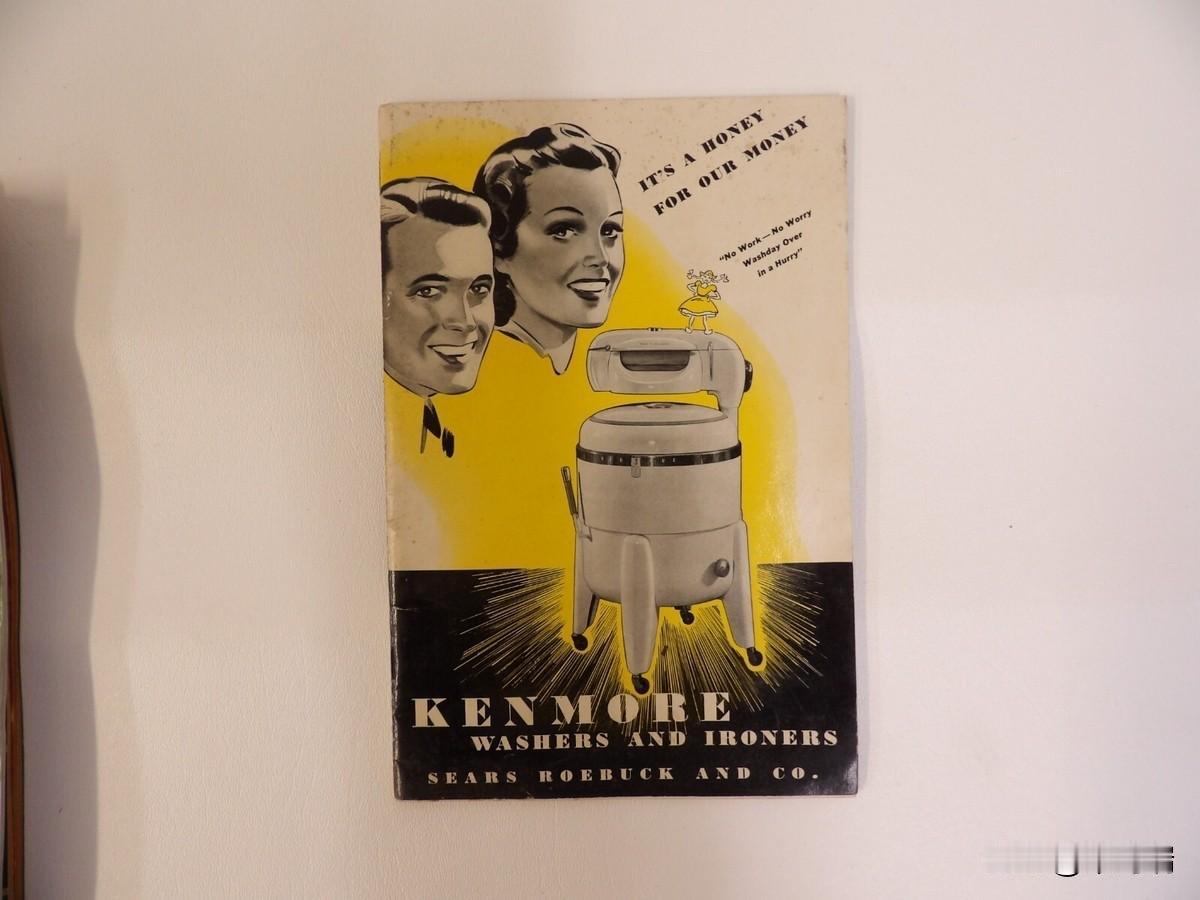 IT'S A HONEY
FOR OUR MONEY
"No Work—No Worry
Washday Over
in a Hurry"
KENMORE
WASHERS AND IRONERS
SEARS ROEBUCK AND CO.